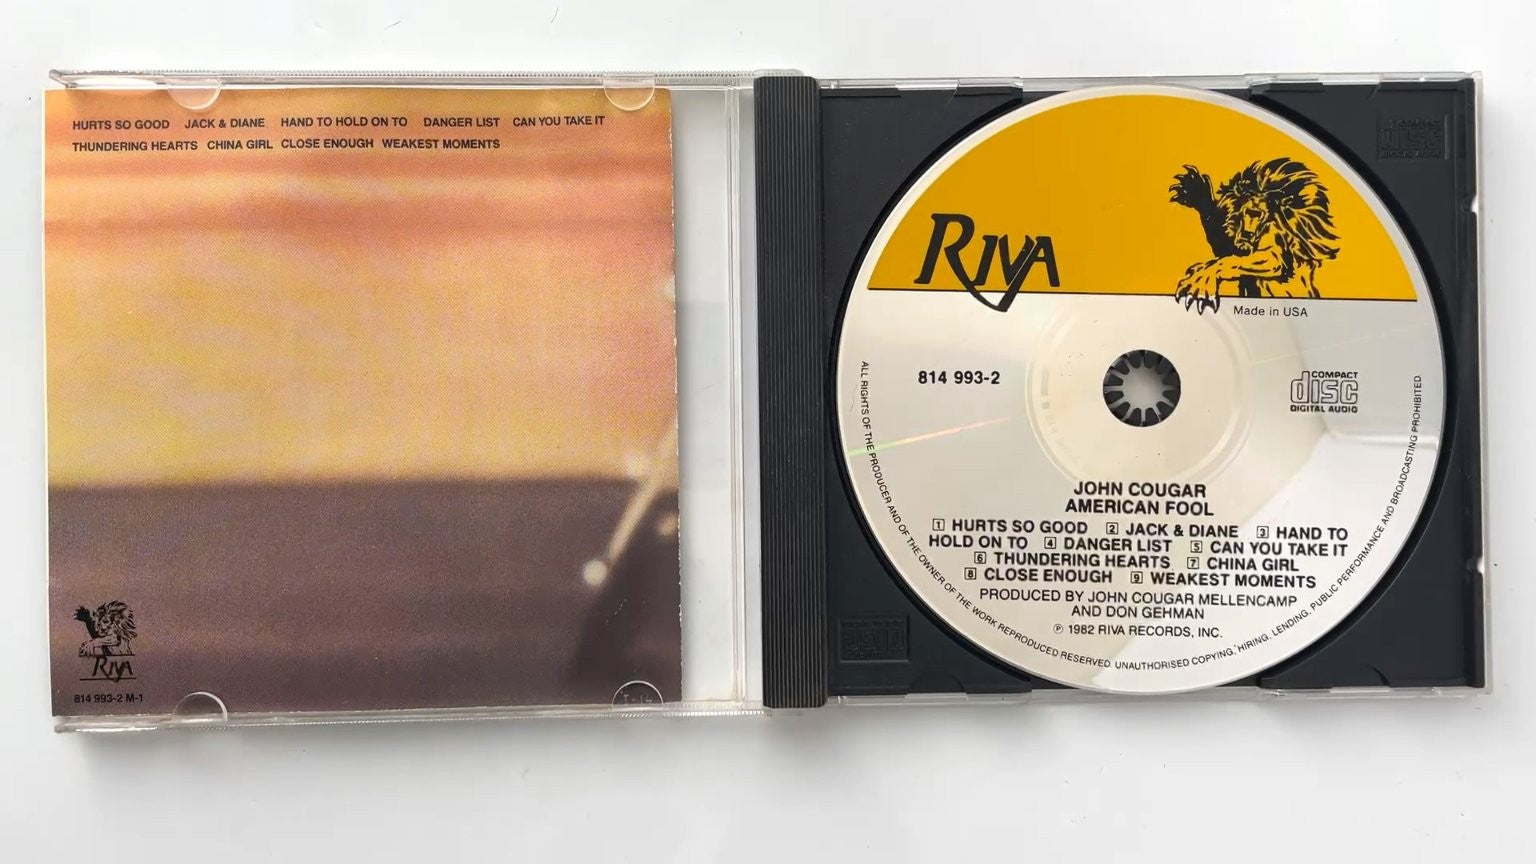 HURTS SO GOOD JACK & DIANE HAND TO HOLD ON TO DANGER LIST CAN YOU TAKE IT
THUNDERING HEARTS CHINA GIRL CLOSE ENOUGH WEAKEST MOMENTS
RIVA
814 993-2 M-1
RIVA
Made in USA
814 993-2
COMPACT
disc
DIGITAL AUDIO
JOHN COUGAR
AMERICAN FOOL
1 HURTS SO GOOD 2 JACK & DIANE 3 HAND TO
HOLD ON TO 4 DANGER LIST 5 CAN YOU TAKE IT
6 THUNDERING HEARTS 7 CHINA GIRL
8 CLOSE ENOUGH 9 WEAKEST MOMENTS
PRODUCED BY JOHN COUGAR MELLENCAMP
AND DON GEHMAN
℗ 1982 RIVA RECORDS, INC.
ALL RIGHTS OF THE PRODUCER AND OF THE OWNER OF THE WORK REPRODUCED RESERVED. UNAUTHORISED COPYING, HIRING, LENDING, PUBLIC PERFORMANCE AND BROADCASTING PROHIBITED.
COMPACT
disc